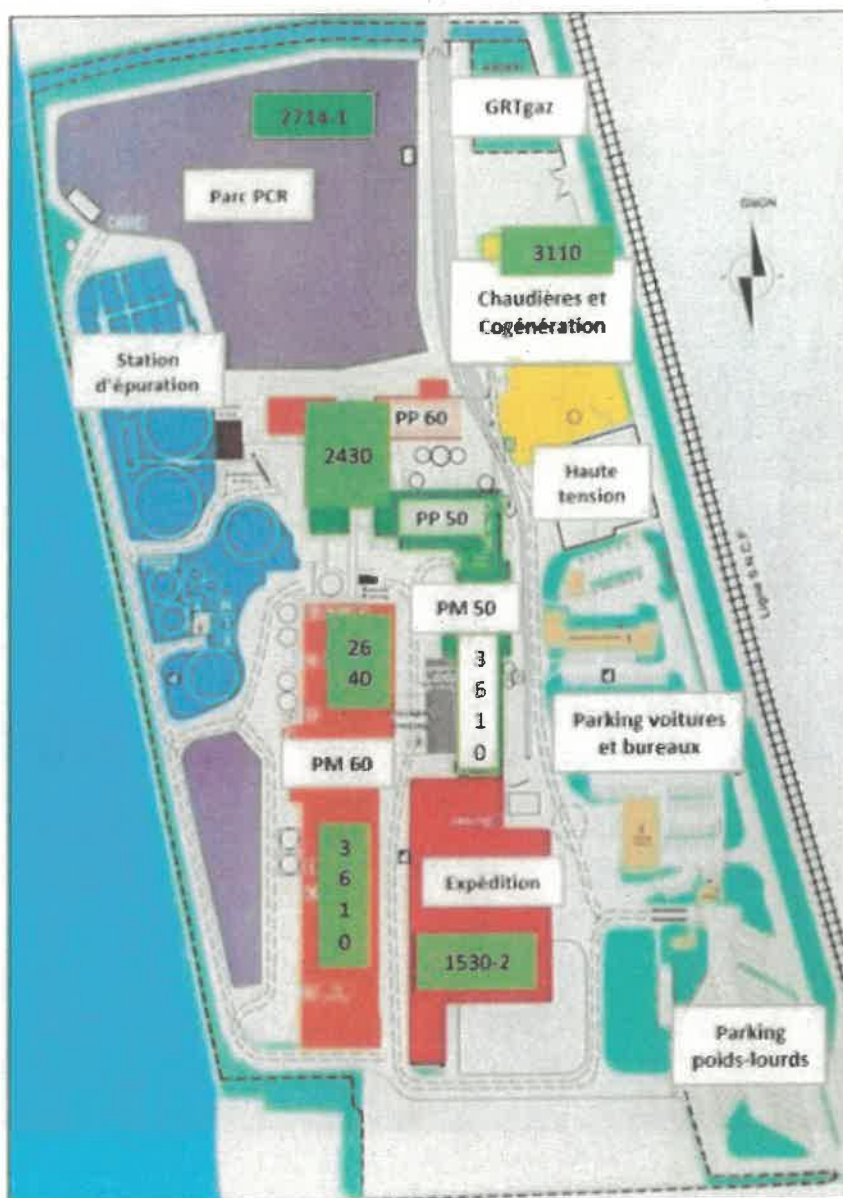 2714-1
GRTgaz
Parc PCR
3110
Chaudières et
Cogénération
Station
d'épuration
PP 60
2430
Haute
tension
PP 50
Ligne S.N.C.F
PM 50
26
40
3
6
1
0
Parking voitures
et bureaux
PM 60
3
6
1
0
Expédition
1530-2
Parking
poids-lourds